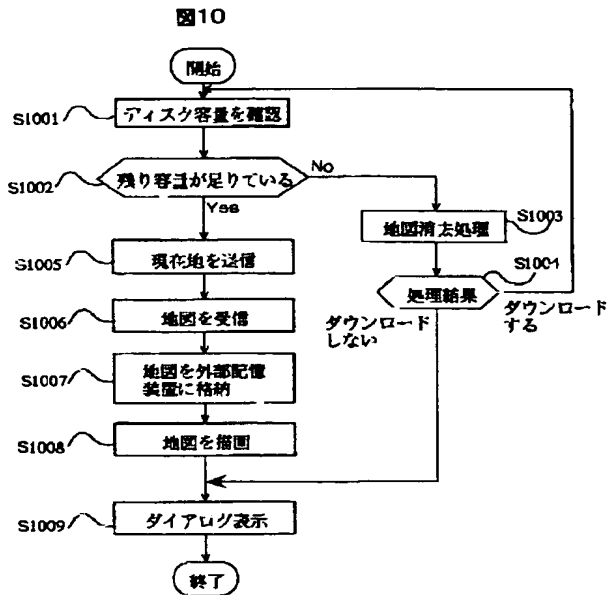 図10
開始
S1001
ディスク容量を確認
S1002
残り容量が足りている
No
Yes
S1003
地図消去処理
S1004
処理結果
ダウンロード
しない
ダウンロード
する
S1005
現在地を送信
S1006
地図を受信
S1007
地図を外部記憶
装置に格納
S1008
地図を描画
S1009
ダイアログ表示
終了